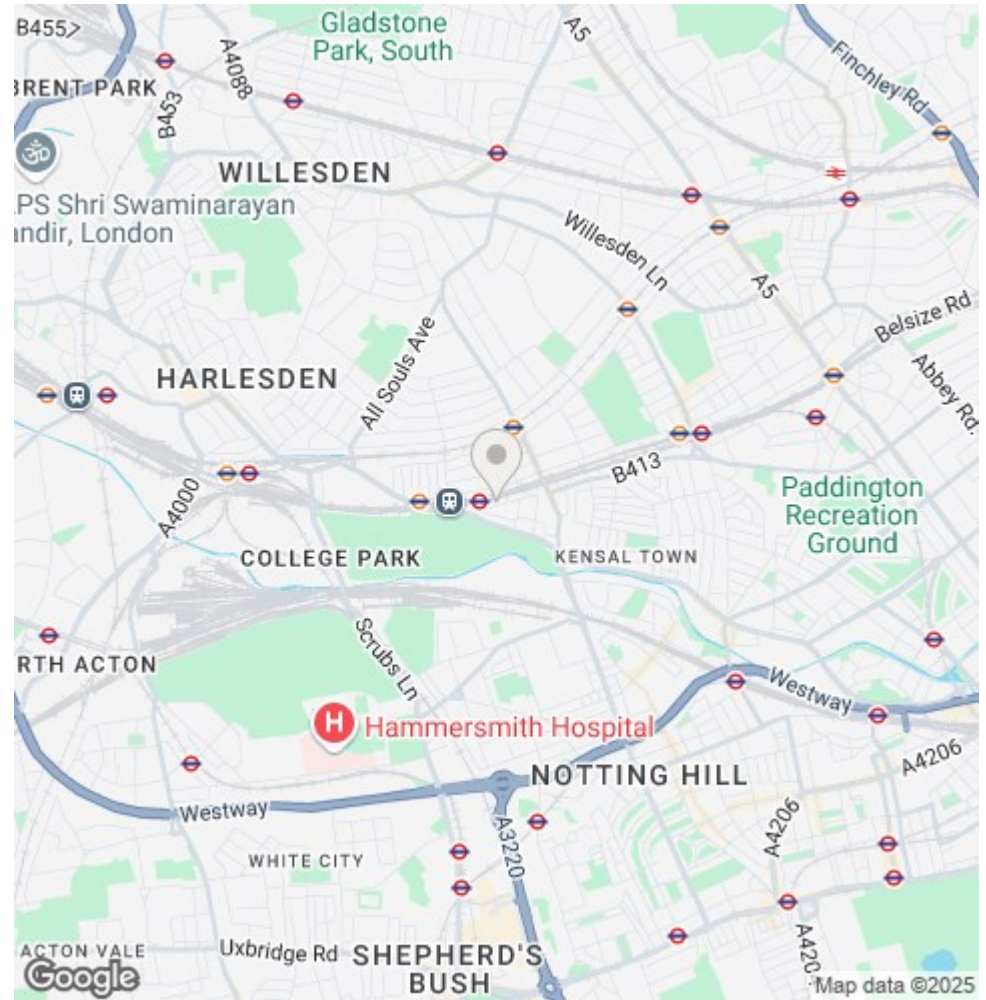 B455
Gladstone
Park, South
A5
A4088
Finchley Rd
BRENT PARK
B453
WILLESDEN
PS Shri Swaminarayan
andir, London
Willesden Ln
A5
Belsize Rd
All Souls Ave
HARLESDEN
Abbey Rd.
B413
A4000
Paddington
Recreation
Ground
COLLEGE PARK
KENSAL TOWN
Scrubs Ln
RTH ACTON
Westway
H Hammersmith Hospital
NOTTING HILL
A4206
Westway
A3220
A4206
WHITE CITY
ACTON VALE
Uxbridge Rd
SHEPHERD'S
BUSH
A420
Google
Map data ©2025